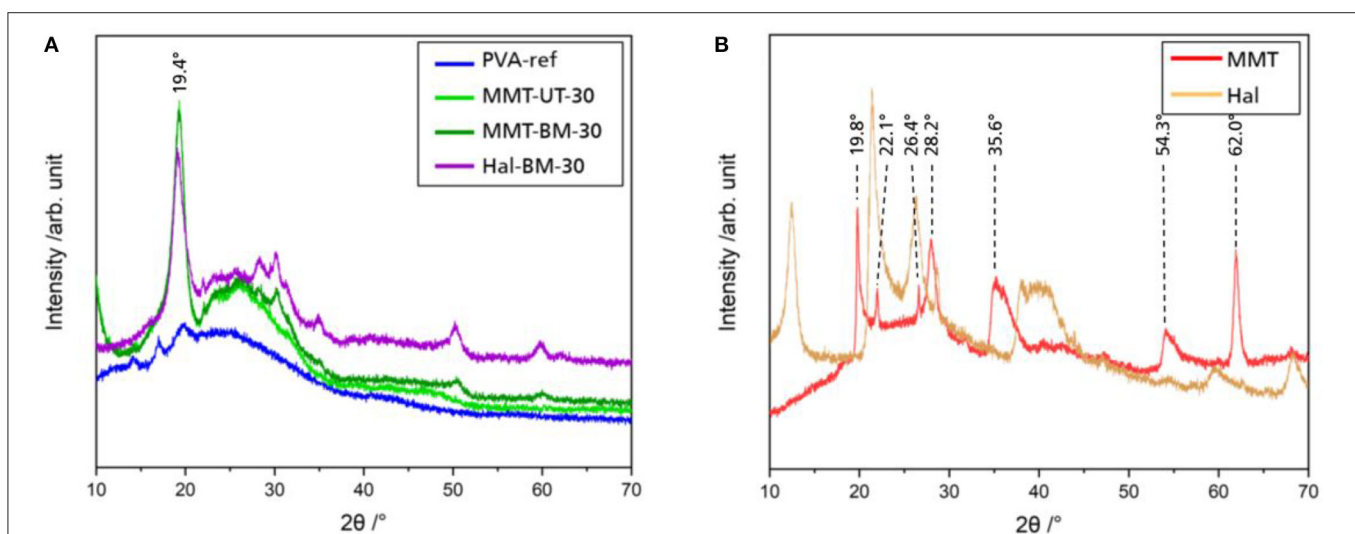 A
19.4°
PVA-ref
MMT-UT-30
MMT-BM-30
Hal-BM-30
Intensity /arb. unit
10 20 30 40 50 60 70
2θ /°
B
MMT
Hal
19.8° 22.1° 26.4° 28.2° 35.6° 54.3° 62.0°
Intensity /arb. unit
10 20 30 40 50 60 70
2θ /°